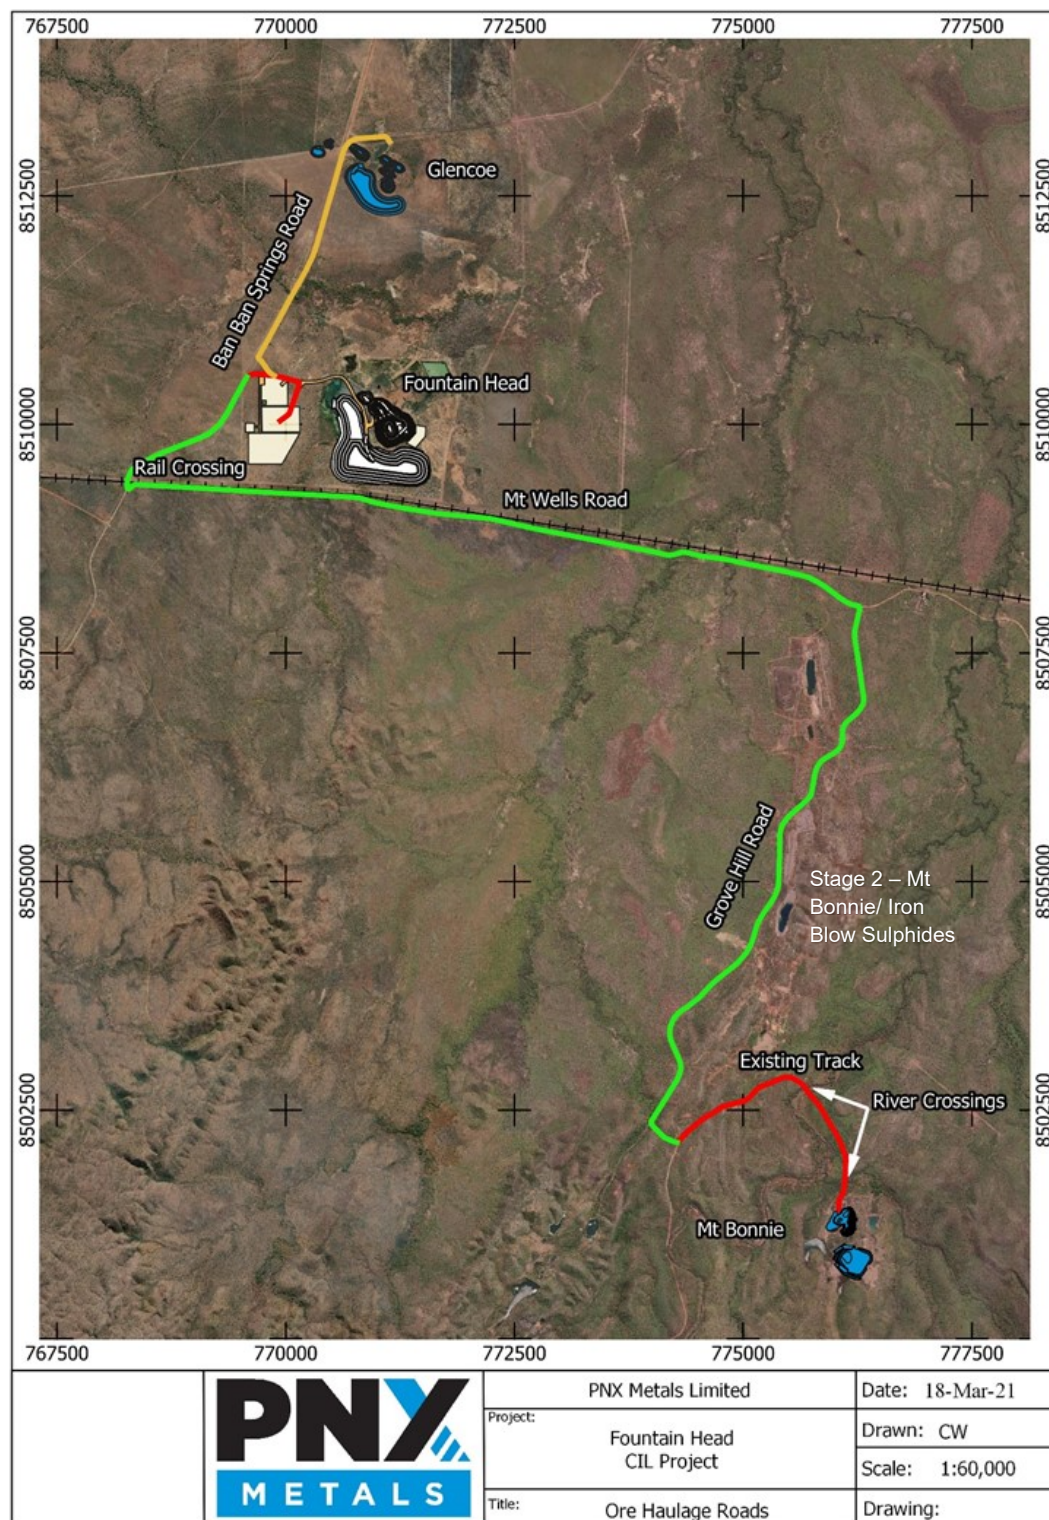 767500 770000 772500 775000 777500
Glencoe
8512500 8512500
Ban Ban Springs Road
Fountain Head
8510000 8510000
Rail Crossing
Mt Wells Road
8507500 8507500
Grove Hill Road
8505000 8505000
Stage 2 – Mt
Bonnie/ Iron
Blow Sulphides
Existing Track
River Crossings
8502500 8502500
Mt Bonnie
767500 770000 772500 775000 777500
PNX
METALS
PNX Metals Limited
Project:
Fountain Head
CIL Project
Title: Ore Haulage Roads
Date: 18-Mar-21
Drawn: CW
Scale: 1:60,000
Drawing: